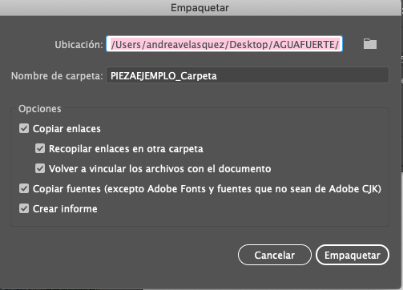 Empaquetar
Ubicación: /Users/andreavelasquez/Desktop/AGUAFUERTE/
Nombre de carpeta: PIEZAEJEMPLO_Carpeta
Opciones
Copiar enlaces
Recopilar enlaces en otra carpeta
Volver a vincular los archivos con el documento
Copiar fuentes (excepto Adobe Fonts y fuentes que no sean de Adobe CJK)
Crear informe
Cancelar Empaquetar